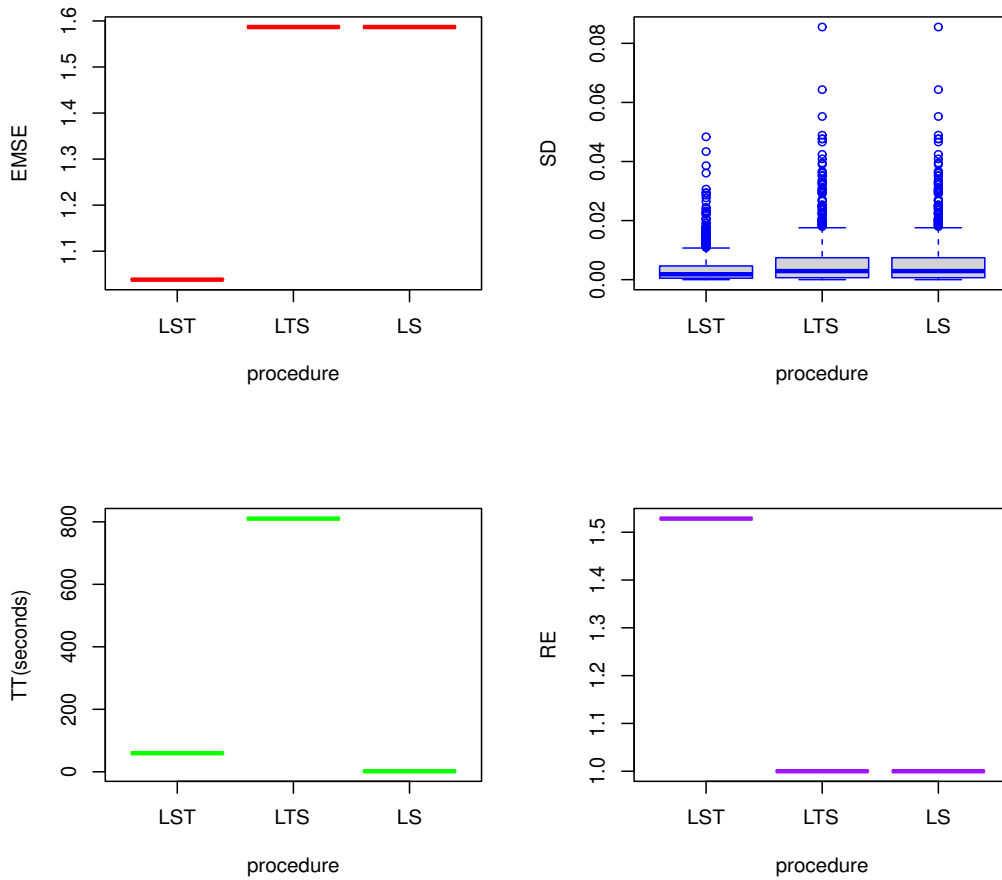 EMSE
1.6
1.5
1.4
1.3
1.2
1.1
LST LTS LS
procedure
SD
0.08
0.06
0.04
0.02
0.00
LST LTS LS
procedure
TT(seconds)
800
600
400
200
0
LST LTS LS
procedure
RE
1.5
1.4
1.3
1.2
1.1
1.0
LST LTS LS
procedure